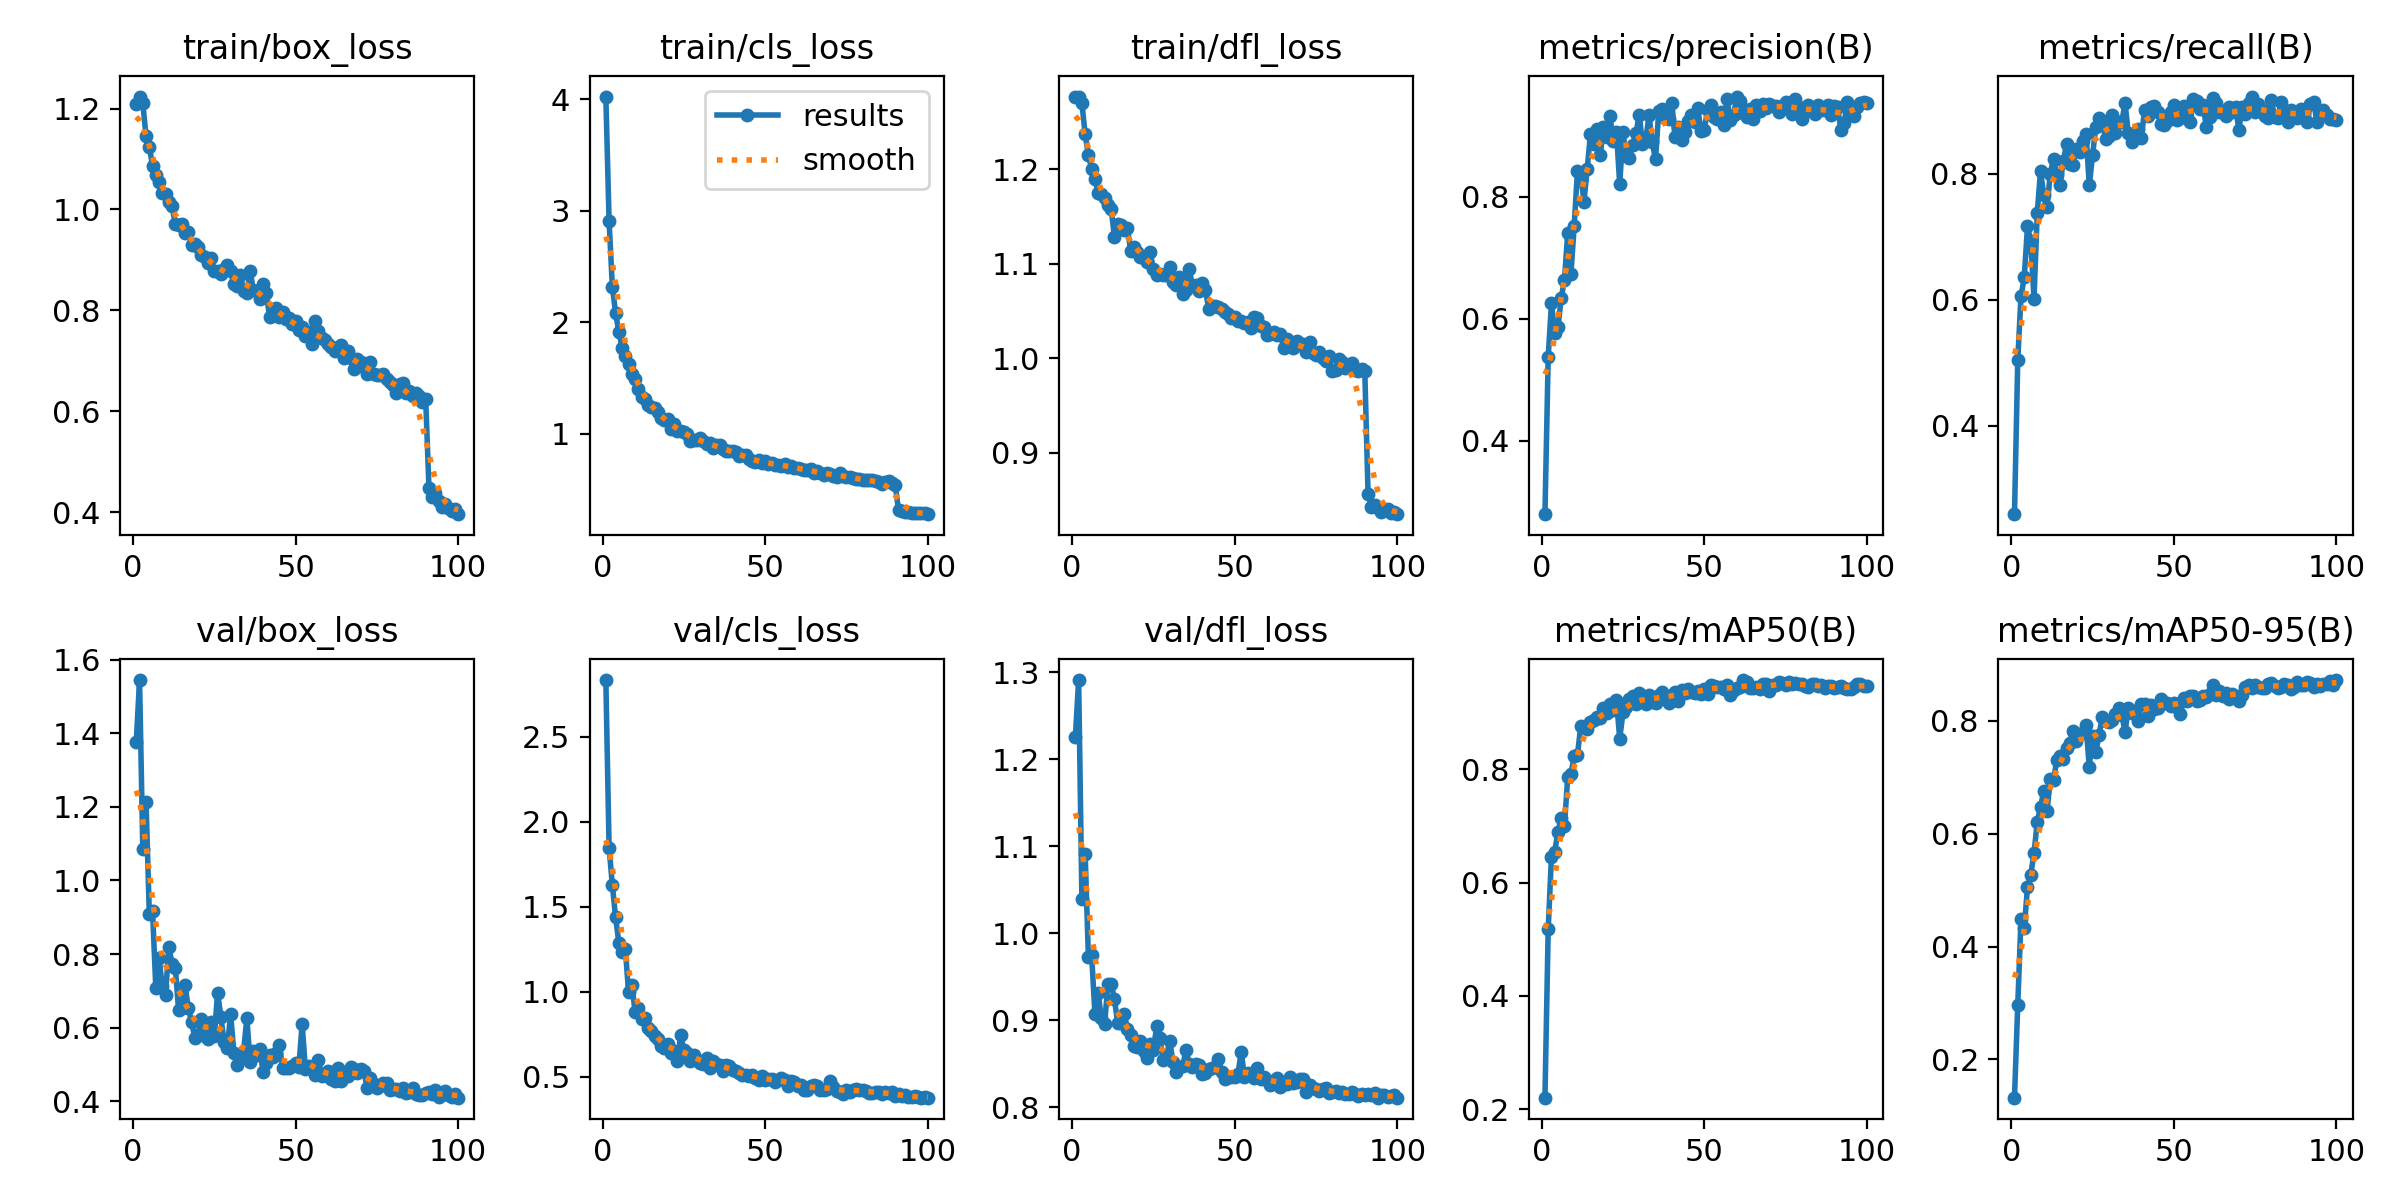 train/box_loss
1.2
1.0
0.8
0.6
0.4
0 50 100
train/cls_loss
results
smooth
4
3
2
1
0 50 100
train/dfl_loss
1.2
1.1
1.0
0.9
0 50 100
metrics/precision(B)
0.8
0.6
0.4
0 50 100
metrics/recall(B)
0.8
0.6
0.4
0 50 100
val/box_loss
1.6
1.4
1.2
1.0
0.8
0.6
0.4
0 50 100
val/cls_loss
2.5
2.0
1.5
1.0
0.5
0 50 100
val/dfl_loss
1.3
1.2
1.1
1.0
0.9
0.8
0 50 100
metrics/mAP50(B)
0.8
0.6
0.4
0.2
0 50 100
metrics/mAP50-95(B)
0.8
0.6
0.4
0.2
0 50 100